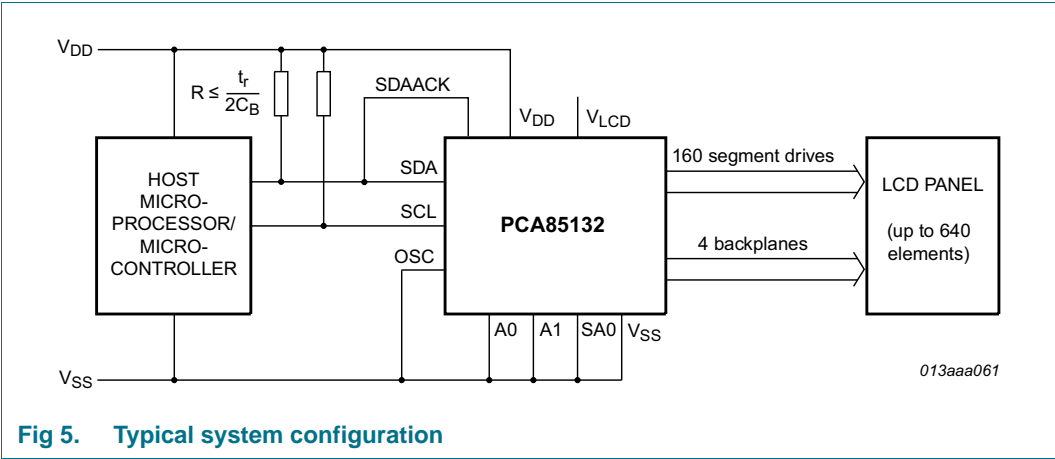 VDD
R ≤ tr
2CB
SDAACK
VDD
VLCD
HOST
MICRO-
PROCESSOR/
MICRO-
CONTROLLER
SDA
SCL
OSC
PCA85132
160 segment drives
4 backplanes
LCD PANEL
(up to 640
elements)
A0
A1
SA0
VSS
VSS
013aaa061
Fig 5. Typical system configuration